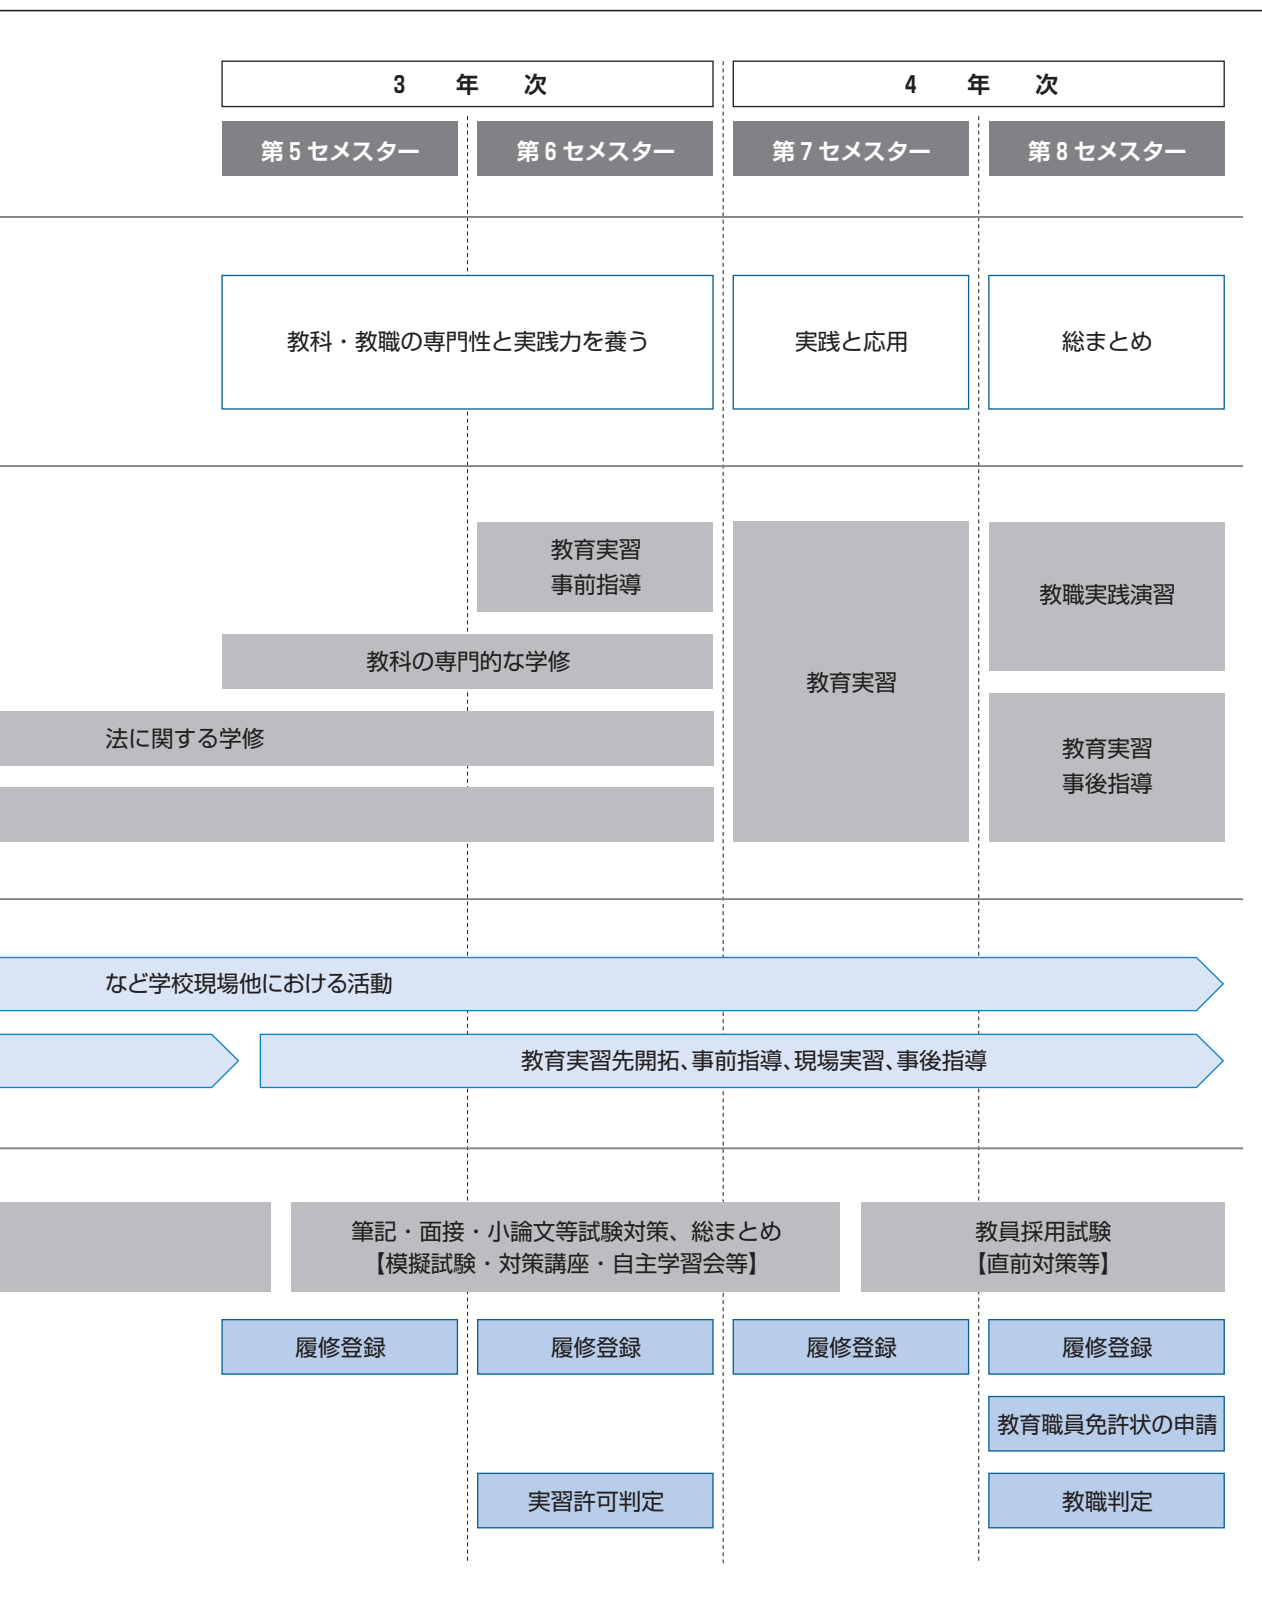 3 年 次
4 年 次
第5セメスター
第6セメスター
第7セメスター
第8セメスター
教科・教職の専門性と実践力を養う
実践と応用
総まとめ
教育実習
事前指導
教科の専門的な学修
法に関する学修
教育実習
教職実践演習
教育実習
事後指導
など学校現場他における活動
教育実習先開拓、事前指導、現場実習、事後指導
筆記・面接・小論文等試験対策、総まとめ
【模擬試験・対策講座・自主学習会等】
教員採用試験
【直前対策等】
履修登録
履修登録
履修登録
履修登録
教育職員免許状の申請
実習許可判定
教職判定